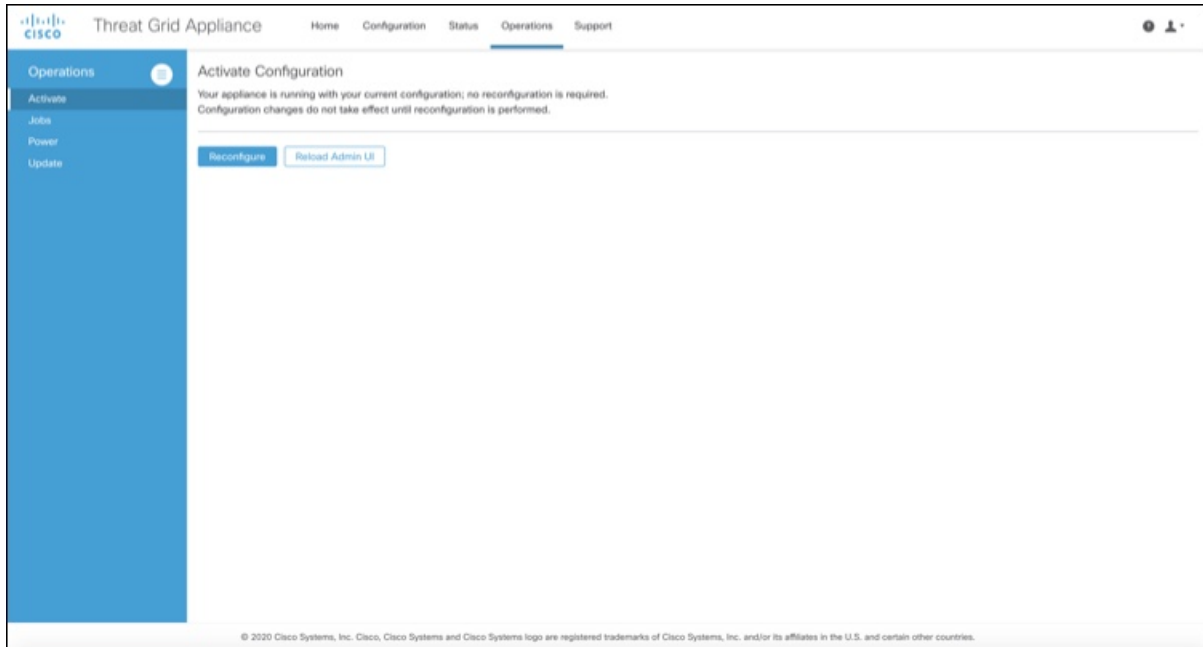 CISCO
Threat Grid Appliance
Home Configuration Status Operations Support
Operations
Activate
Jobs
Power
Update
Activate Configuration
Your appliance is running with your current configuration; no reconfiguration is required.
Configuration changes do not take effect until reconfiguration is performed.
Reconfigure Reload Admin UI
© 2020 Cisco Systems, Inc. Cisco, Cisco Systems and Cisco Systems logo are registered trademarks of Cisco Systems, Inc. and/or its affiliates in the U.S. and certain other countries.